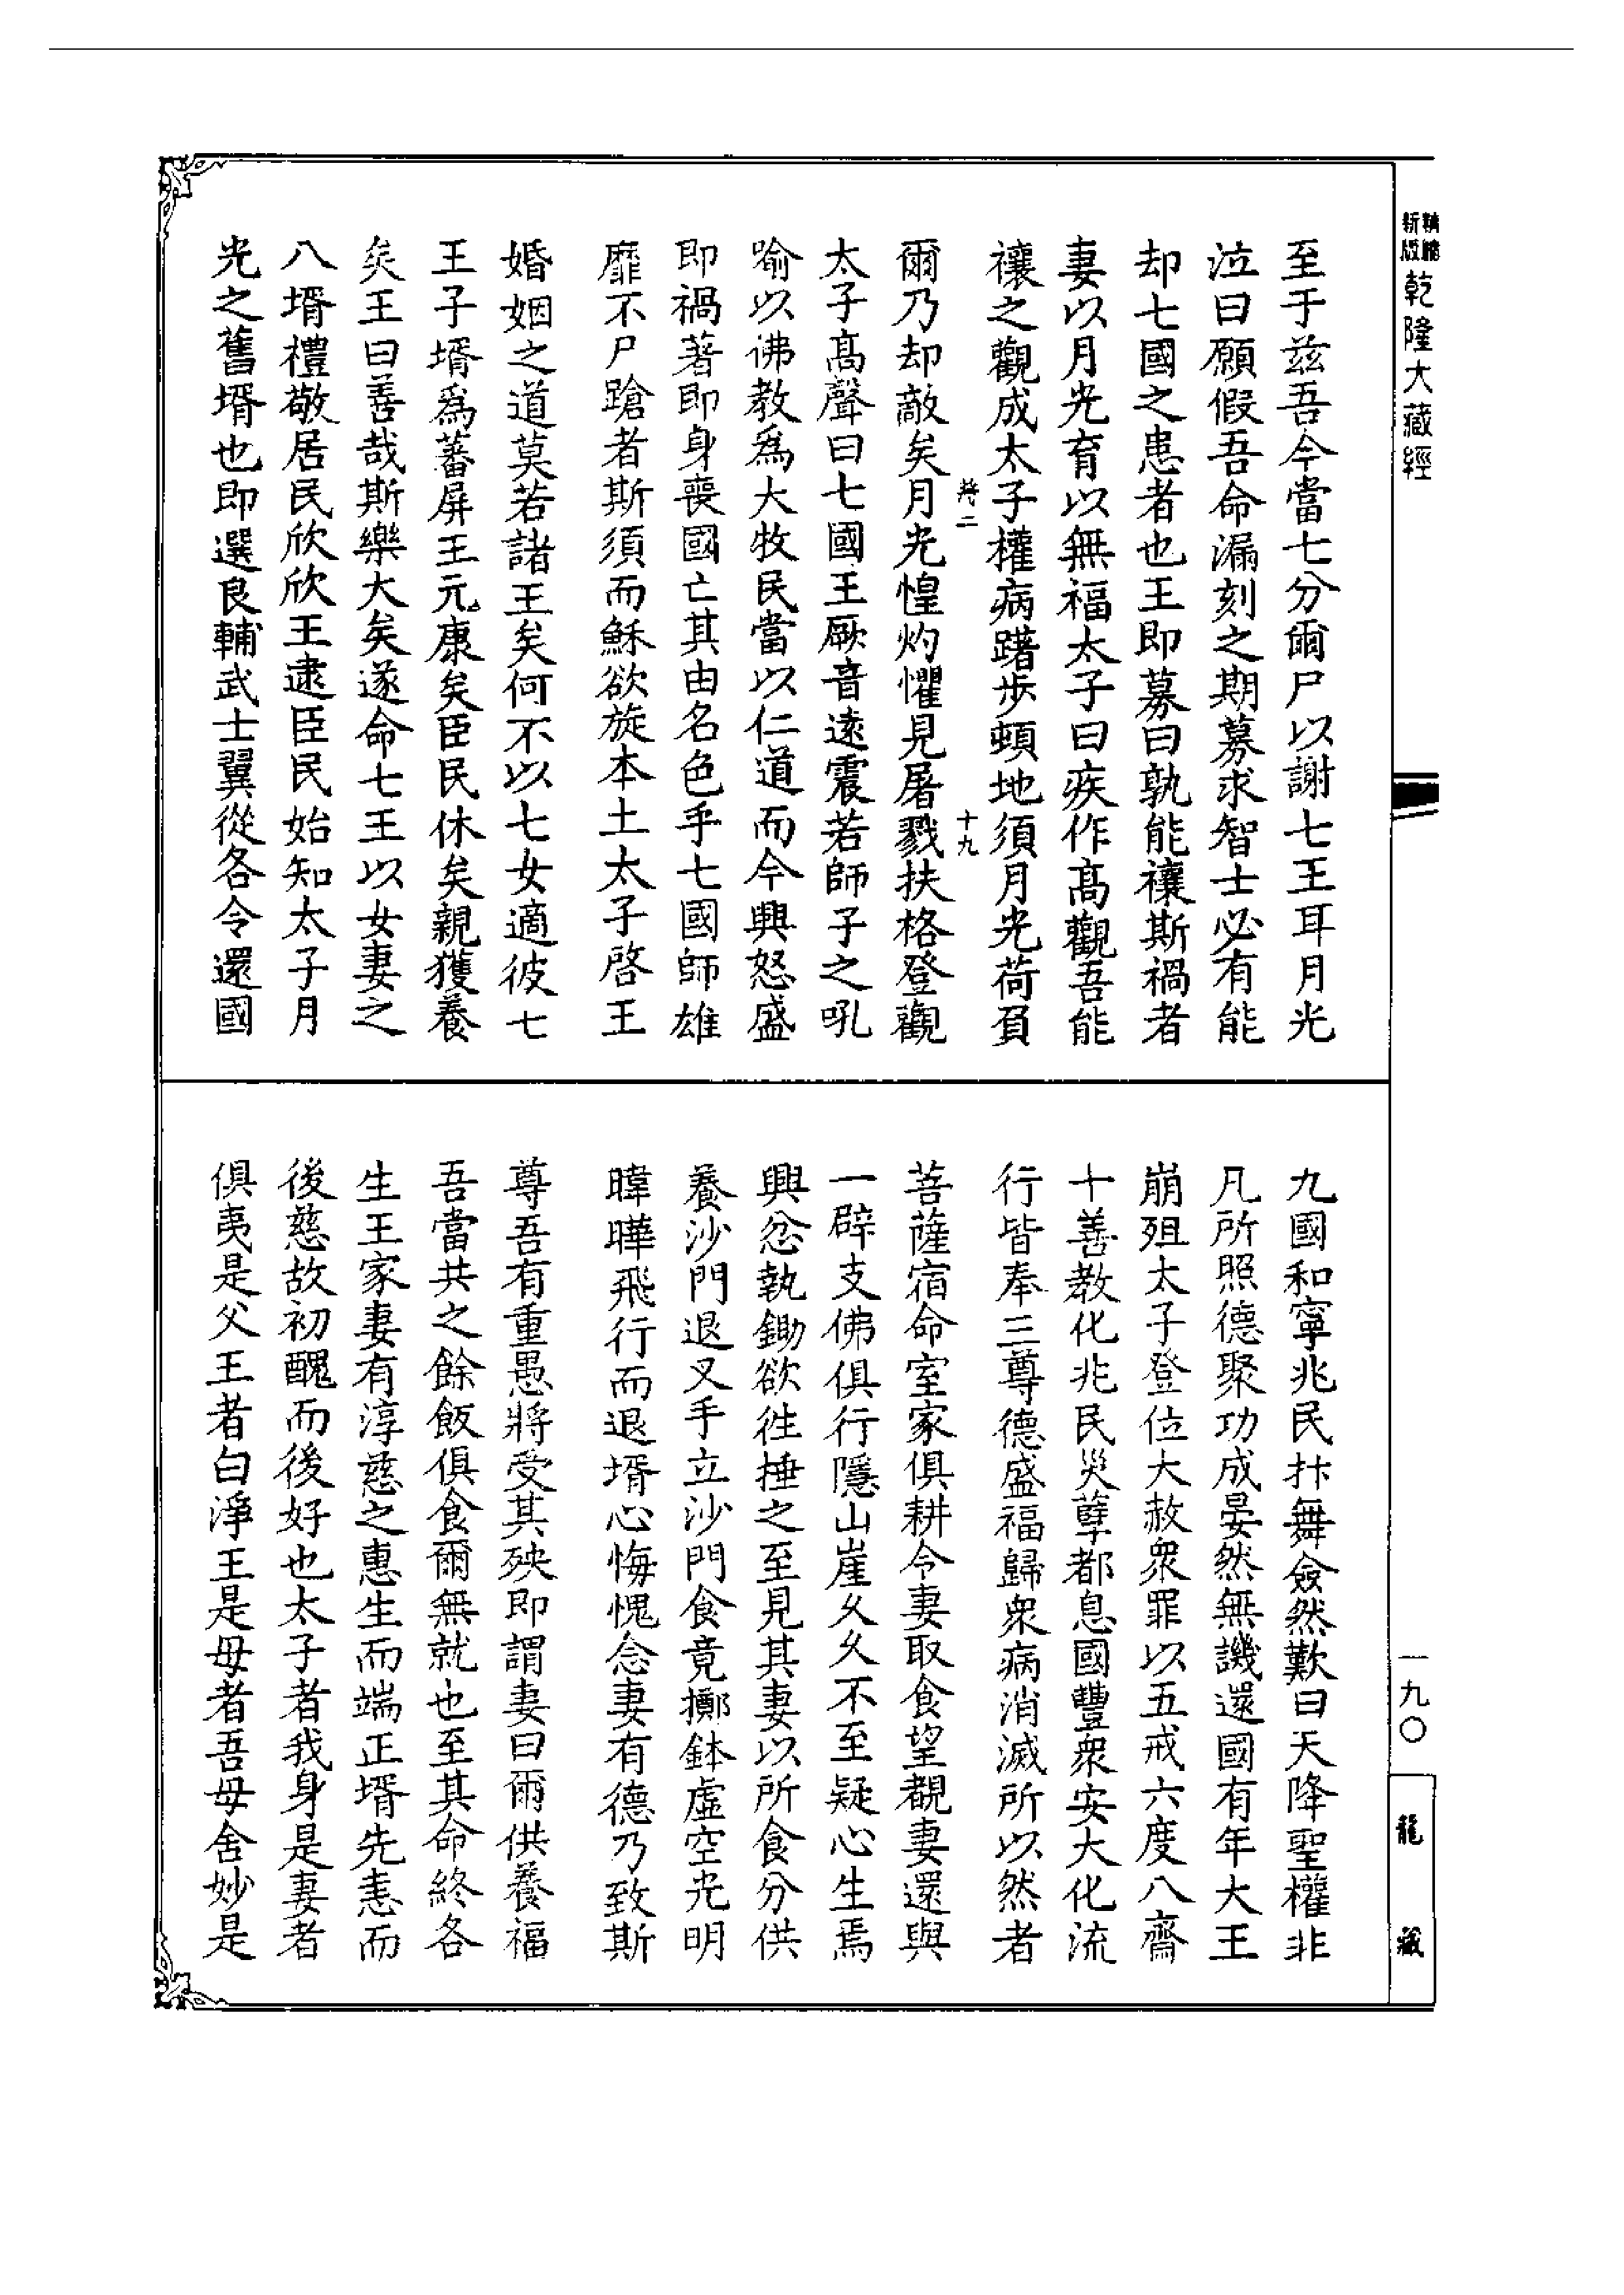 精縮
新版
乾隆大藏經
至于兹吾今當七分爾尸以謝七王耳月光
泣曰願假吾命漏刻之期募求智士必有能
却七國之患者也王即募曰孰能禳斯禍者
妻以月光育以無福太子曰疾作髙觀吾能
禳之觀成太子權病躇步頓地須月光荷負
将二
十九
爾乃却敵矣月光惶灼懼見屠戮扶格登觀
太子髙聲曰七國王厥音遠震若師子之吼
喻以佛教爲大牧民當以仁道而今興怒盛
即禍著即身喪國亡其由名色乎七國師雄
靡不尸蹌者斯須而穌欲旋本土太子啓王
婚姻之道莫若諸王矣何不以七女適彼七
王子壻爲蕃屏王元康矣臣民休矣親獲養
矣王曰善哉斯樂大矣遂命七王以女妻之
八壻禮敬居民欣欣王逮臣民始知太子月
光之舊壻也即選良輔武士翼從各令還國
九國和寧兆民抃舞僉然歎曰天降聖權非
凡所照德聚功成晏然無譏還國有年大王
崩殂太子登位大赦衆罪以五戒六度八齋
十善教化兆民災孽都息國豐衆安大化流
行皆奉三尊德盛福歸衆病消滅所以然者
菩薩宿命室家俱耕令妻取食望覩妻還與
一辟支佛俱行隱山崖久久不至疑心生焉
興忿執鋤欲徃捶之至見其妻以所食分供
養沙門退叉手立沙門食竟擲鉢虛空光明
暐曄飛行而退壻心悔愧念妻有德乃致斯
尊吾有重愚將受其殃即謂妻曰爾供養福
吾當共之餘飯俱食爾無就也至其命終各
生王家妻有淳慈之惠生而端正壻先恚而
後慈故初醜而後好也太子者我身是妻者
俱夷是父王者白淨王是母者吾母舍妙是
一九〇
龍藏